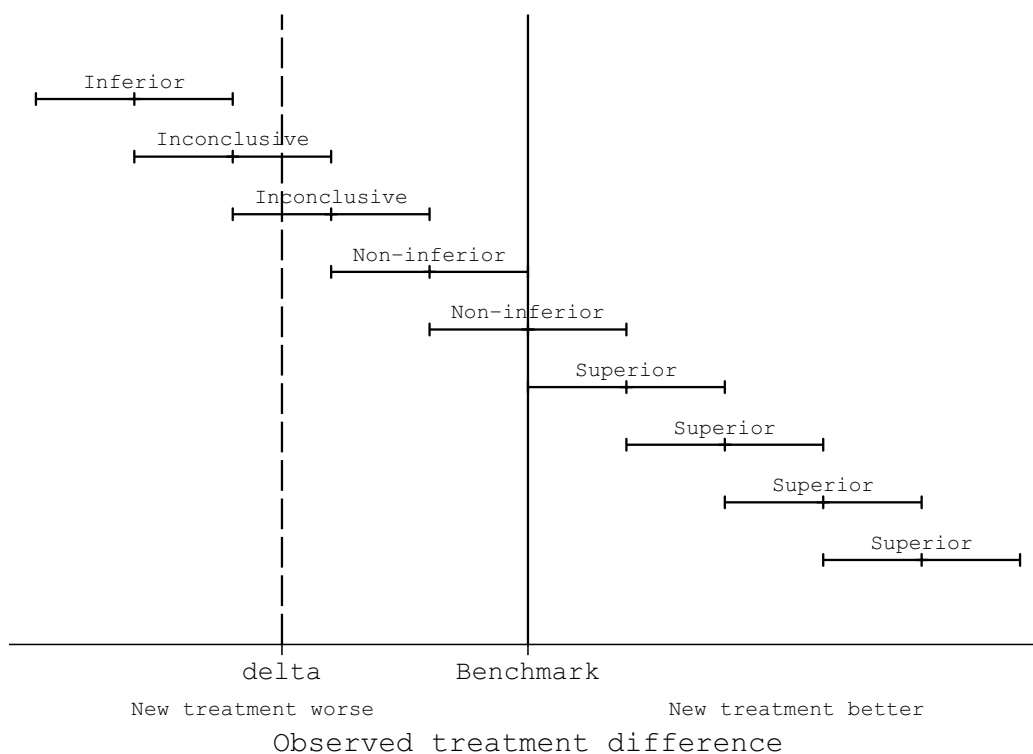 Inferior
Inconclusive
Inconclusive
Non-inferior
Non-inferior
Superior
Superior
Superior
Superior
delta Benchmark
New treatment worse New treatment better
Observed treatment difference